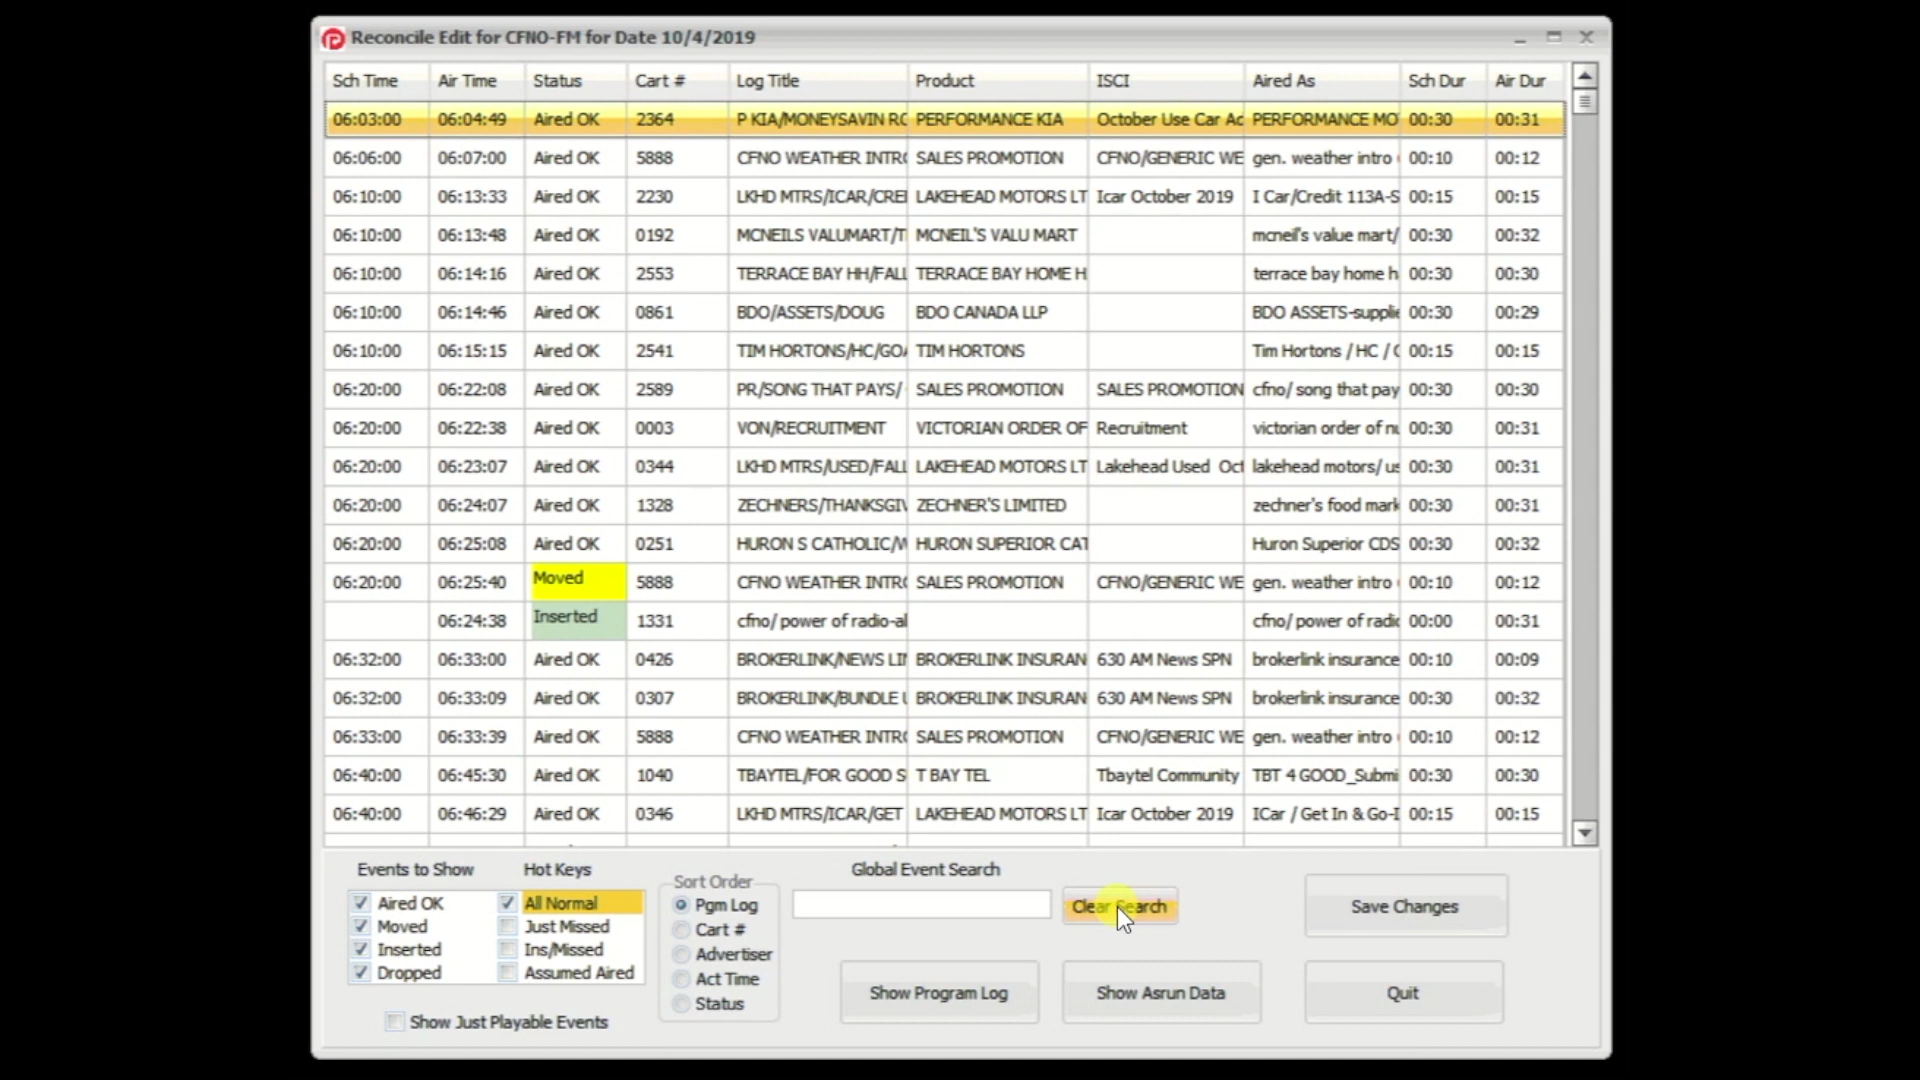 Reconcile Edit for CFNO-FM for Date 10/4/2019
Sch Time Air Time Status Cart # Log Title Product ISCI Aired As Sch Dur Air Dur
06:03:00 06:04:49 Aired OK 2364 P KIA/MONEYSAVIN RO PERFORMANCE KIA October Use Car Ad PERFORMANCE MO 00:30 00:31
06:06:00 06:07:00 Aired OK 5888 CFNO WEATHER INTRO SALES PROMOTION CFNO/GENERIC WE gen. weather intro 00:10 00:12
06:10:00 06:13:33 Aired OK 2230 LKHD MTRS/ICAR/CREI LAKEHEAD MOTORS LT Icar October 2019 I Car/Credit 113A-S 00:15 00:15
06:10:00 06:13:48 Aired OK 0192 MCNEILS VALUMART/T MCNEIL'S VALU MART mcneil's value mart/ 00:30 00:32
06:10:00 06:14:16 Aired OK 2553 TERRACE BAY HH/FALL TERRACE BAY HOME H terrace bay home h 00:30 00:30
06:10:00 06:14:46 Aired OK 0861 BDO/ASSETS/DOUG BDO CANADA LLP BDO ASSETS-supplie 00:30 00:29
06:10:00 06:15:15 Aired OK 2541 TIM HORTONS/HC/GO TIM HORTONS Tim Hortons / HC / 00:15 00:15
06:20:00 06:22:08 Aired OK 2589 PR/SONG THAT PAYS/ SALES PROMOTION SALES PROMOTION cfno/ song that pay 00:30 00:30
06:20:00 06:22:38 Aired OK 0003 VON/RECRUITMENT VICTORIAN ORDER OF Recruitment victorian order of nu 00:30 00:31
06:20:00 06:23:07 Aired OK 0344 LKHD MTRS/USED/FALL LAKEHEAD MOTORS LT Lakehead Used Oct lakehead motors/ us 00:30 00:31
06:20:00 06:24:07 Aired OK 1328 ZECHNERS/THANKSGIV ZECHNER'S LIMITED zechner's food mark 00:30 00:31
06:20:00 06:25:08 Aired OK 0251 HURON S CATHOLIC/ HURON SUPERIOR CAT Huron Superior CDS 00:30 00:32
06:20:00 06:25:40 Moved 5888 CFNO WEATHER INTRO SALES PROMOTION CFNO/GENERIC WE gen. weather intro 00:10 00:12
06:24:38 Inserted 1331 cfno/ power of radio-al cfno/ power of radio 00:00 00:31
06:32:00 06:33:00 Aired OK 0426 BROKERLINK/NEWS LI BROKERLINK INSURAN 630 AM News SPN brokerlink insurance 00:10 00:09
06:32:00 06:33:09 Aired OK 0307 BROKERLINK/BUNDLE BROKERLINK INSURAN 630 AM News SPN brokerlink insurance 00:30 00:32
06:33:00 06:33:39 Aired OK 5888 CFNO WEATHER INTRO SALES PROMOTION CFNO/GENERIC WE gen. weather intro 00:10 00:12
06:40:00 06:45:30 Aired OK 1040 TBAYTEL/FOR GOOD S T BAY TEL Tbaytel Community TBT 4 GOOD_Submi 00:30 00:30
06:40:00 06:46:29 Aired OK 0346 LKHD MTRS/ICAR/GET LAKEHEAD MOTORS LT Icar October 2019 ICar / Get In & Go-I 00:15 00:15
Events to Show Hot Keys Global Event Search
Aired OK All Normal
Moved Just Missed
Inserted Ins/Missed
Dropped Assumed Aired
Show Just Playable Events
Sort Order
Pgm Log
Cart #
Advertiser
Act Time
Status
Clear Search
Save Changes
Show Program Log
Show Asrun Data
Quit